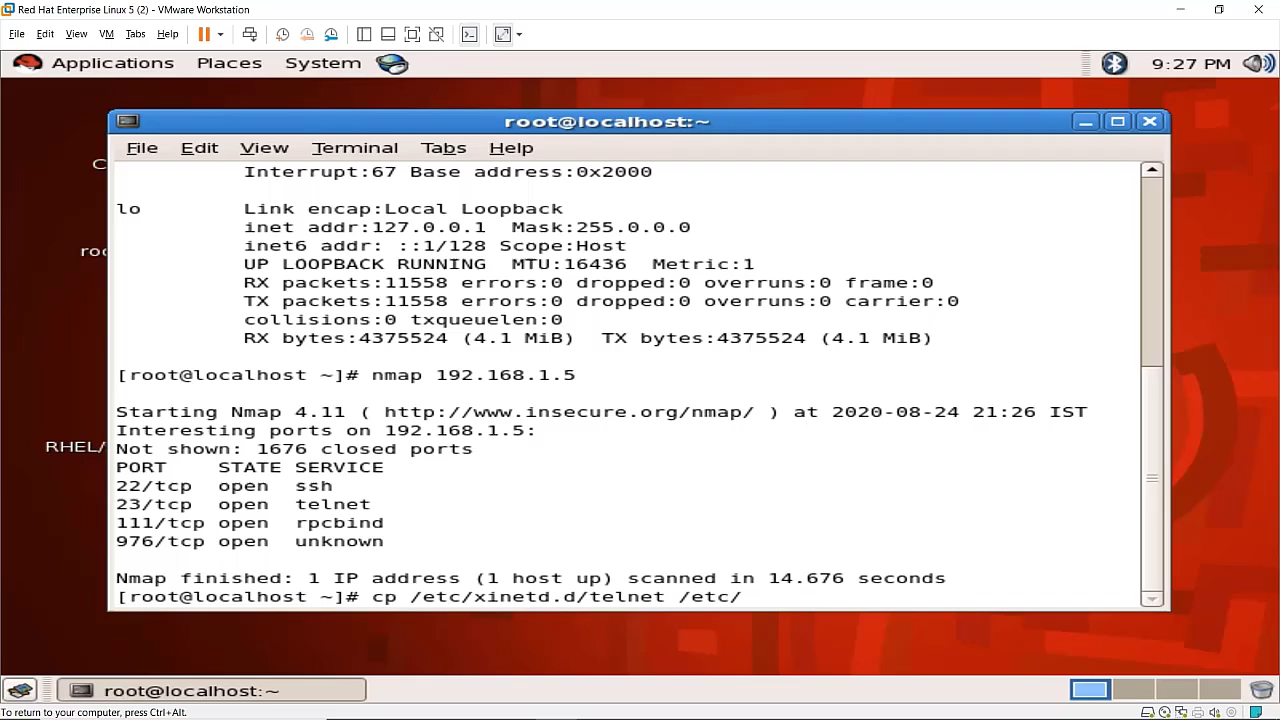 Red Hat Enterprise Linux 5 (2) - VMware Workstation
File Edit View VM Tabs Help
Applications Places System 9:27 PM
root@localhost:~
File Edit View Terminal Tabs Help
Interrupt:67 Base address:0x2000
lo Link encap:Local Loopback
inet addr:127.0.0.1 Mask:255.0.0.0
inet6 addr: ::1/128 Scope:Host
UP LOOPBACK RUNNING MTU:16436 Metric:1
RX packets:11558 errors:0 dropped:0 overruns:0 frame:0
TX packets:11558 errors:0 dropped:0 overruns:0 carrier:0
collisions:0 txqueuelen:0
RX bytes:4375524 (4.1 MiB) TX bytes:4375524 (4.1 MiB)
[root@localhost ~]# nmap 192.168.1.5
Starting Nmap 4.11 ( http://www.insecure.org/nmap/ ) at 2020-08-24 21:26 IST
Interesting ports on 192.168.1.5:
Not shown: 1676 closed ports
PORT STATE SERVICE
22/tcp open ssh
23/tcp open telnet
111/tcp open rpcbind
976/tcp open unknown
Nmap finished: 1 IP address (1 host up) scanned in 14.676 seconds
[root@localhost ~]# cp /etc/xinetd.d/telnet /etc/
C
roo
RHEL/
root@localhost:~
To return to your computer, press Ctrl+Alt.